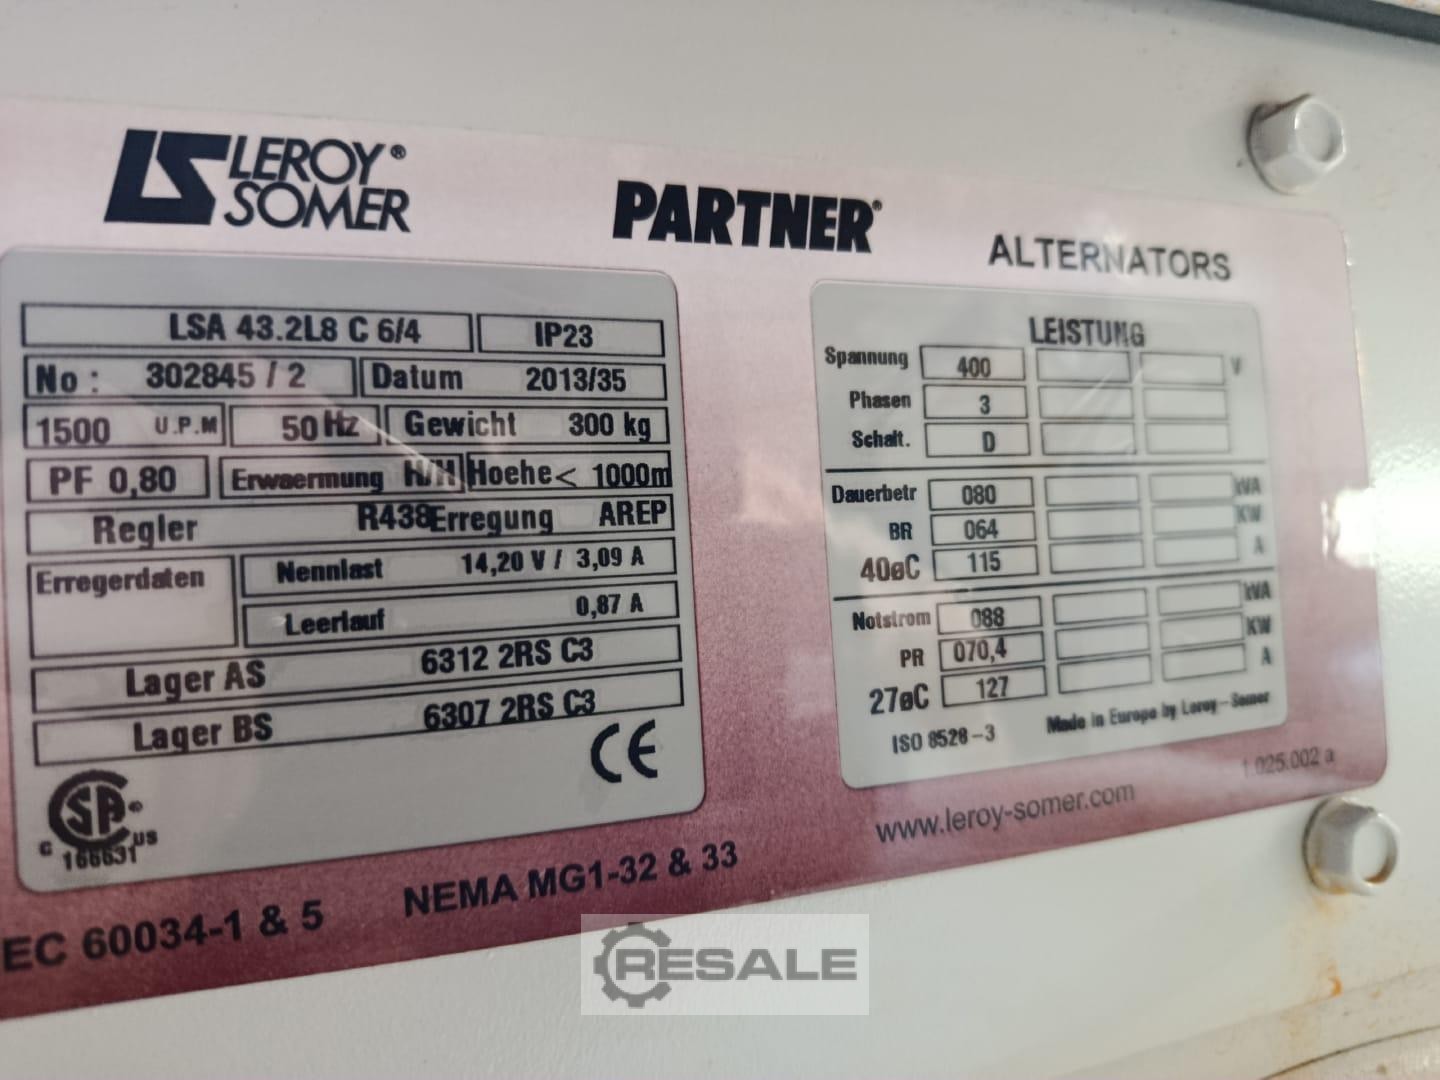 LEROY®
SOMER
PARTNER®
ALTERNATORS
LSA 43.2L8 C 6/4 IP23
No : 302845 / 2 Datum 2013/35
1500 U.P.M 50 Hz Gewicht 300 kg
PF 0,80 Erwaermung H/H Hoehe < 1000m
Regler R438 Erregung AREP
Erregerdaten Nennlast 14,20 V / 3,09 A
Leerlauf 0,87 A
Lager AS 6312 2RS C3
Lager BS 6307 2RS C3
CE
SA®
C 166631 US
LEISTUNG
Spannung 400 V
Phasen 3
Schalt. D
Dauerbetr 080 kVA
BR 064 KW
40øC 115 A
Notstrom 088 kVA
PR 070,4 KW
27øC 127 A
ISO 8528-3 Made in Europe by Leroy-Somer
1.025.002 a
www.leroy-somer.com
EC 60034-1 & 5 NEMA MG1-32 & 33
RESALE